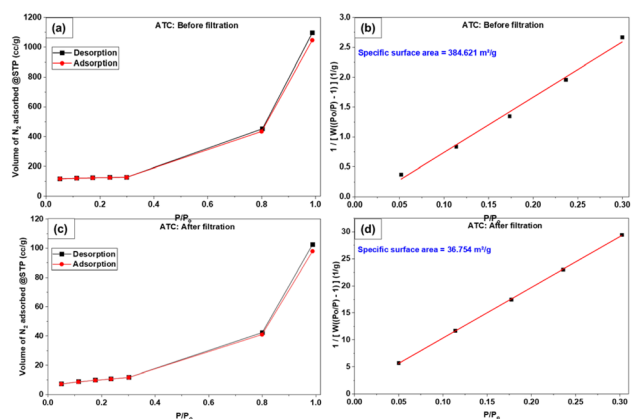 (a)
ATC: Before filtration
Desorption
Adsorption
Volume of N₂ adsorbed @STP (cc/g)
1200
1000
800
600
400
200
0
0.0 0.2 0.4 0.6 0.8 1.0
P/Pₒ
(b)
ATC: Before filtration
Specific surface area = 384.621 m²/g
1 / [ W((Po/P) - 1)] (1/g)
3.0
2.5
2.0
1.5
1.0
0.5
0.0
0.00 0.05 0.10 0.15 0.20 0.25 0.30
P/Pₒ
(c)
ATC: After filtration
Desorption
Adsorption
Volume of N₂ adsorbed @STP (cc/g)
120
100
80
60
40
20
0
0.0 0.2 0.4 0.6 0.8 1.0
P/Pₒ
(d)
ATC: After filtration
Specific surface area = 36.754 m²/g
1 / [ W((Po/P) - 1)] (1/g)
30
25
20
15
10
5
0
0.00 0.05 0.10 0.15 0.20 0.25 0.30
P/Pₒ